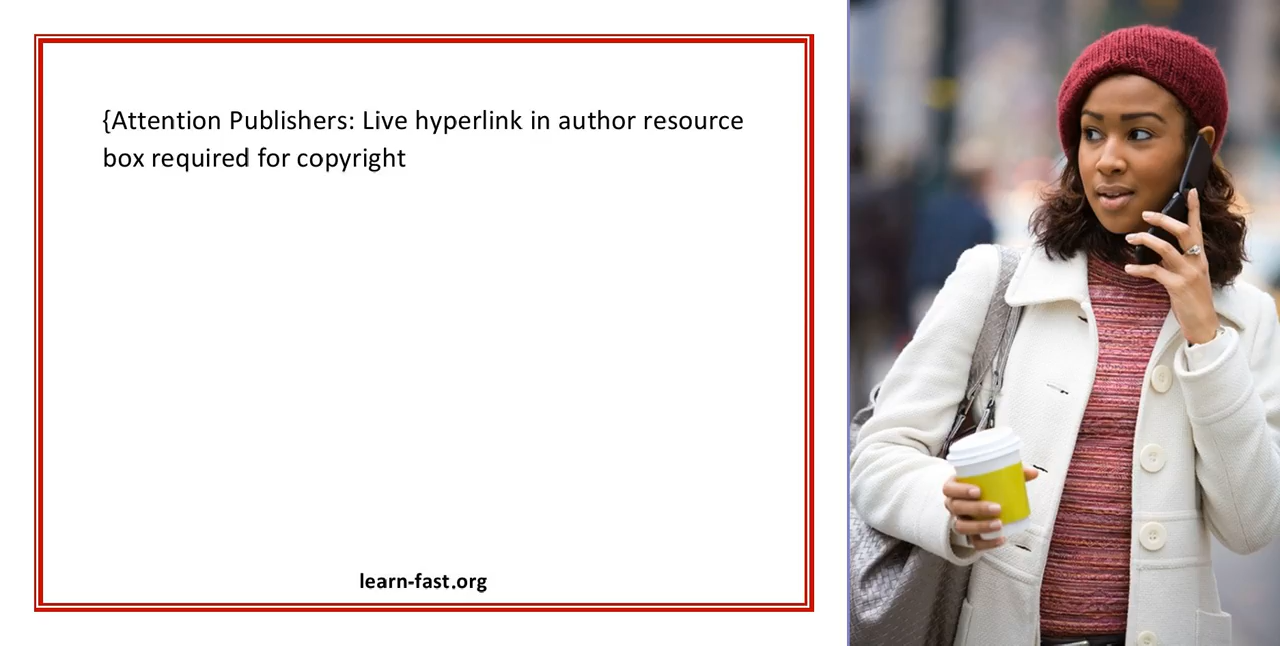 {Attention Publishers: Live hyperlink in author resource
box required for copyright
learn-fast.org